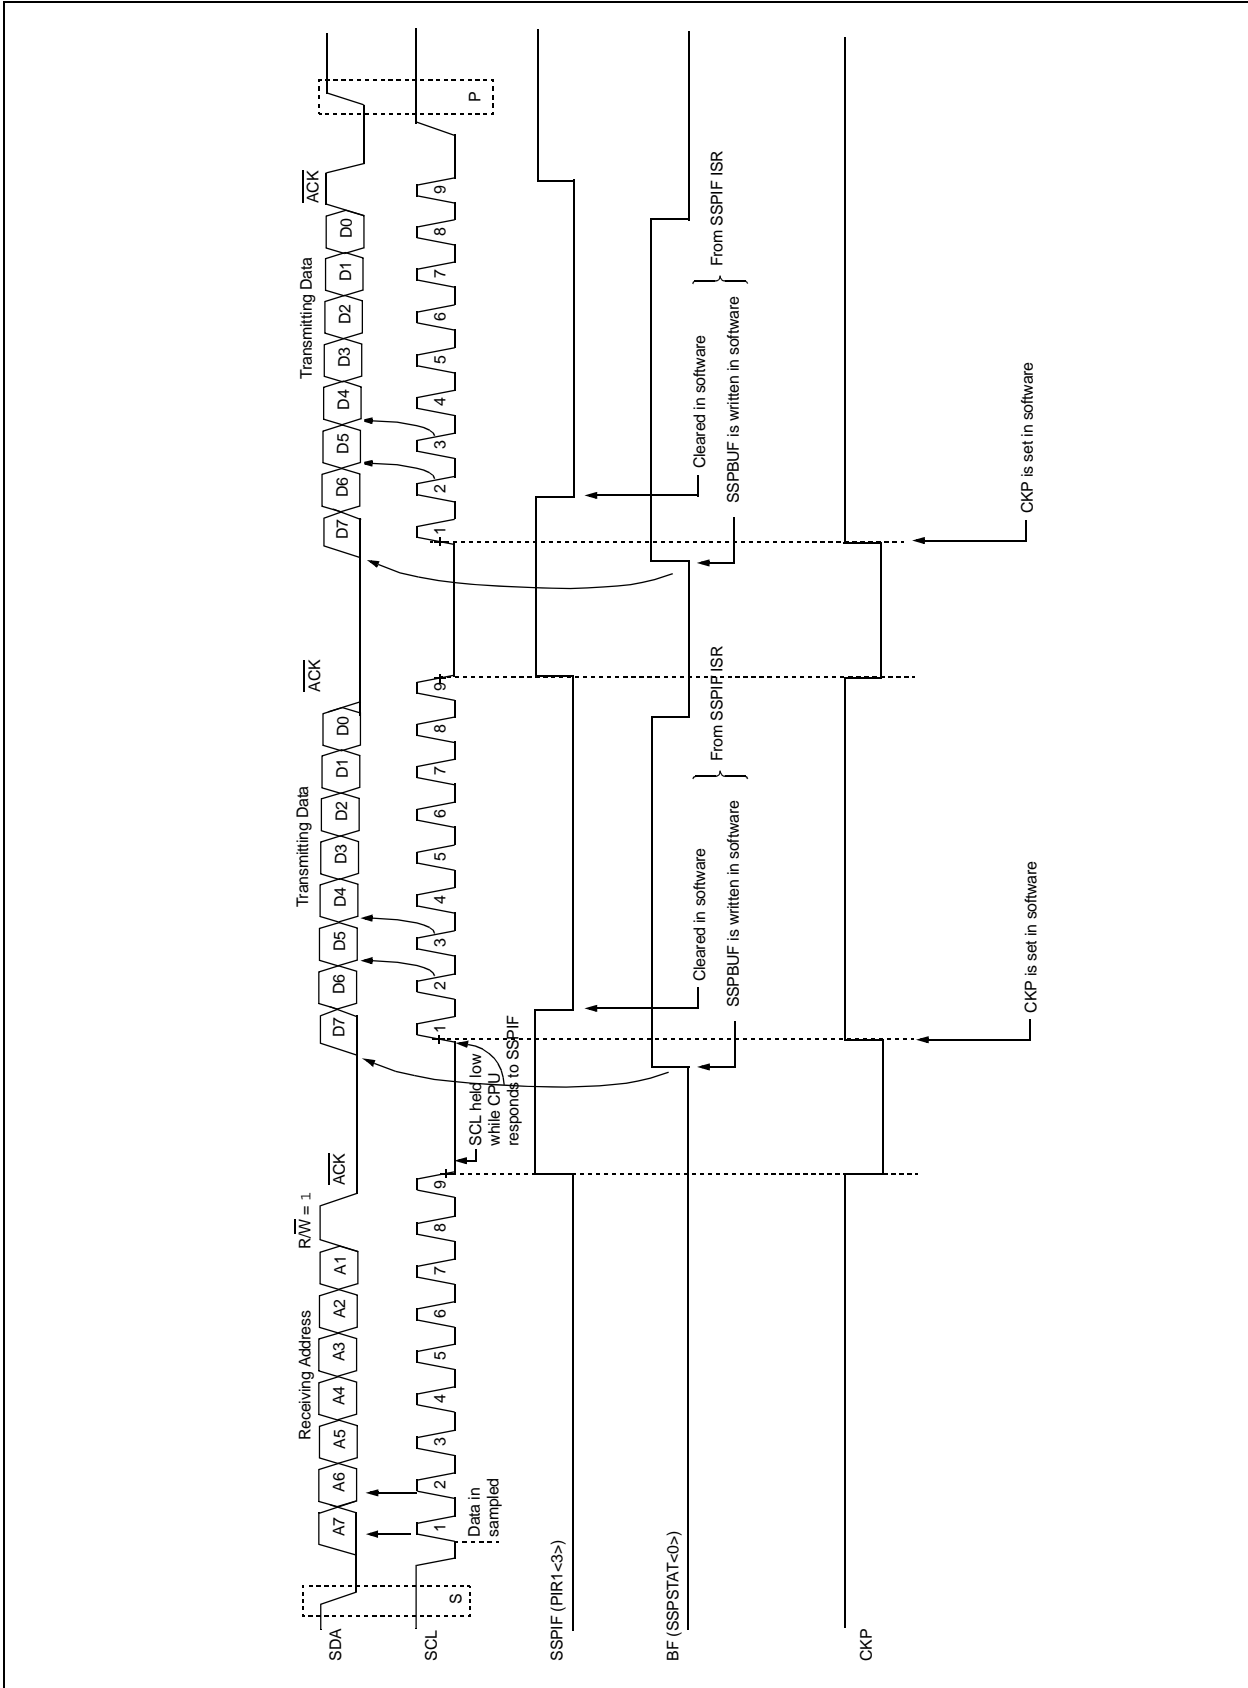 Receiving Address
R/W = 1
ACK
Transmitting Data
ACK
Transmitting Data
ACK
SDA
A7 A6 A5 A4 A3 A2 A1
D7 D6 D5 D4 D3 D2 D1 D0
D7 D6 D5 D4 D3 D2 D1 D0
SCL
S
1 2 3 4 5 6 7 8 9
1 2 3 4 5 6 7 8 9
1 2 3 4 5 6 7 8 9
P
Data in
sampled
SCL held low
while CPU
responds to SSPIF
SSPIF (PIR1<3>)
BF (SSPSTAT<0>)
Cleared in software
SSPBUF is written in software
From SSPIF ISR
Cleared in software
SSPBUF is written in software
From SSPIF ISR
CKP
CKP is set in software
CKP is set in software